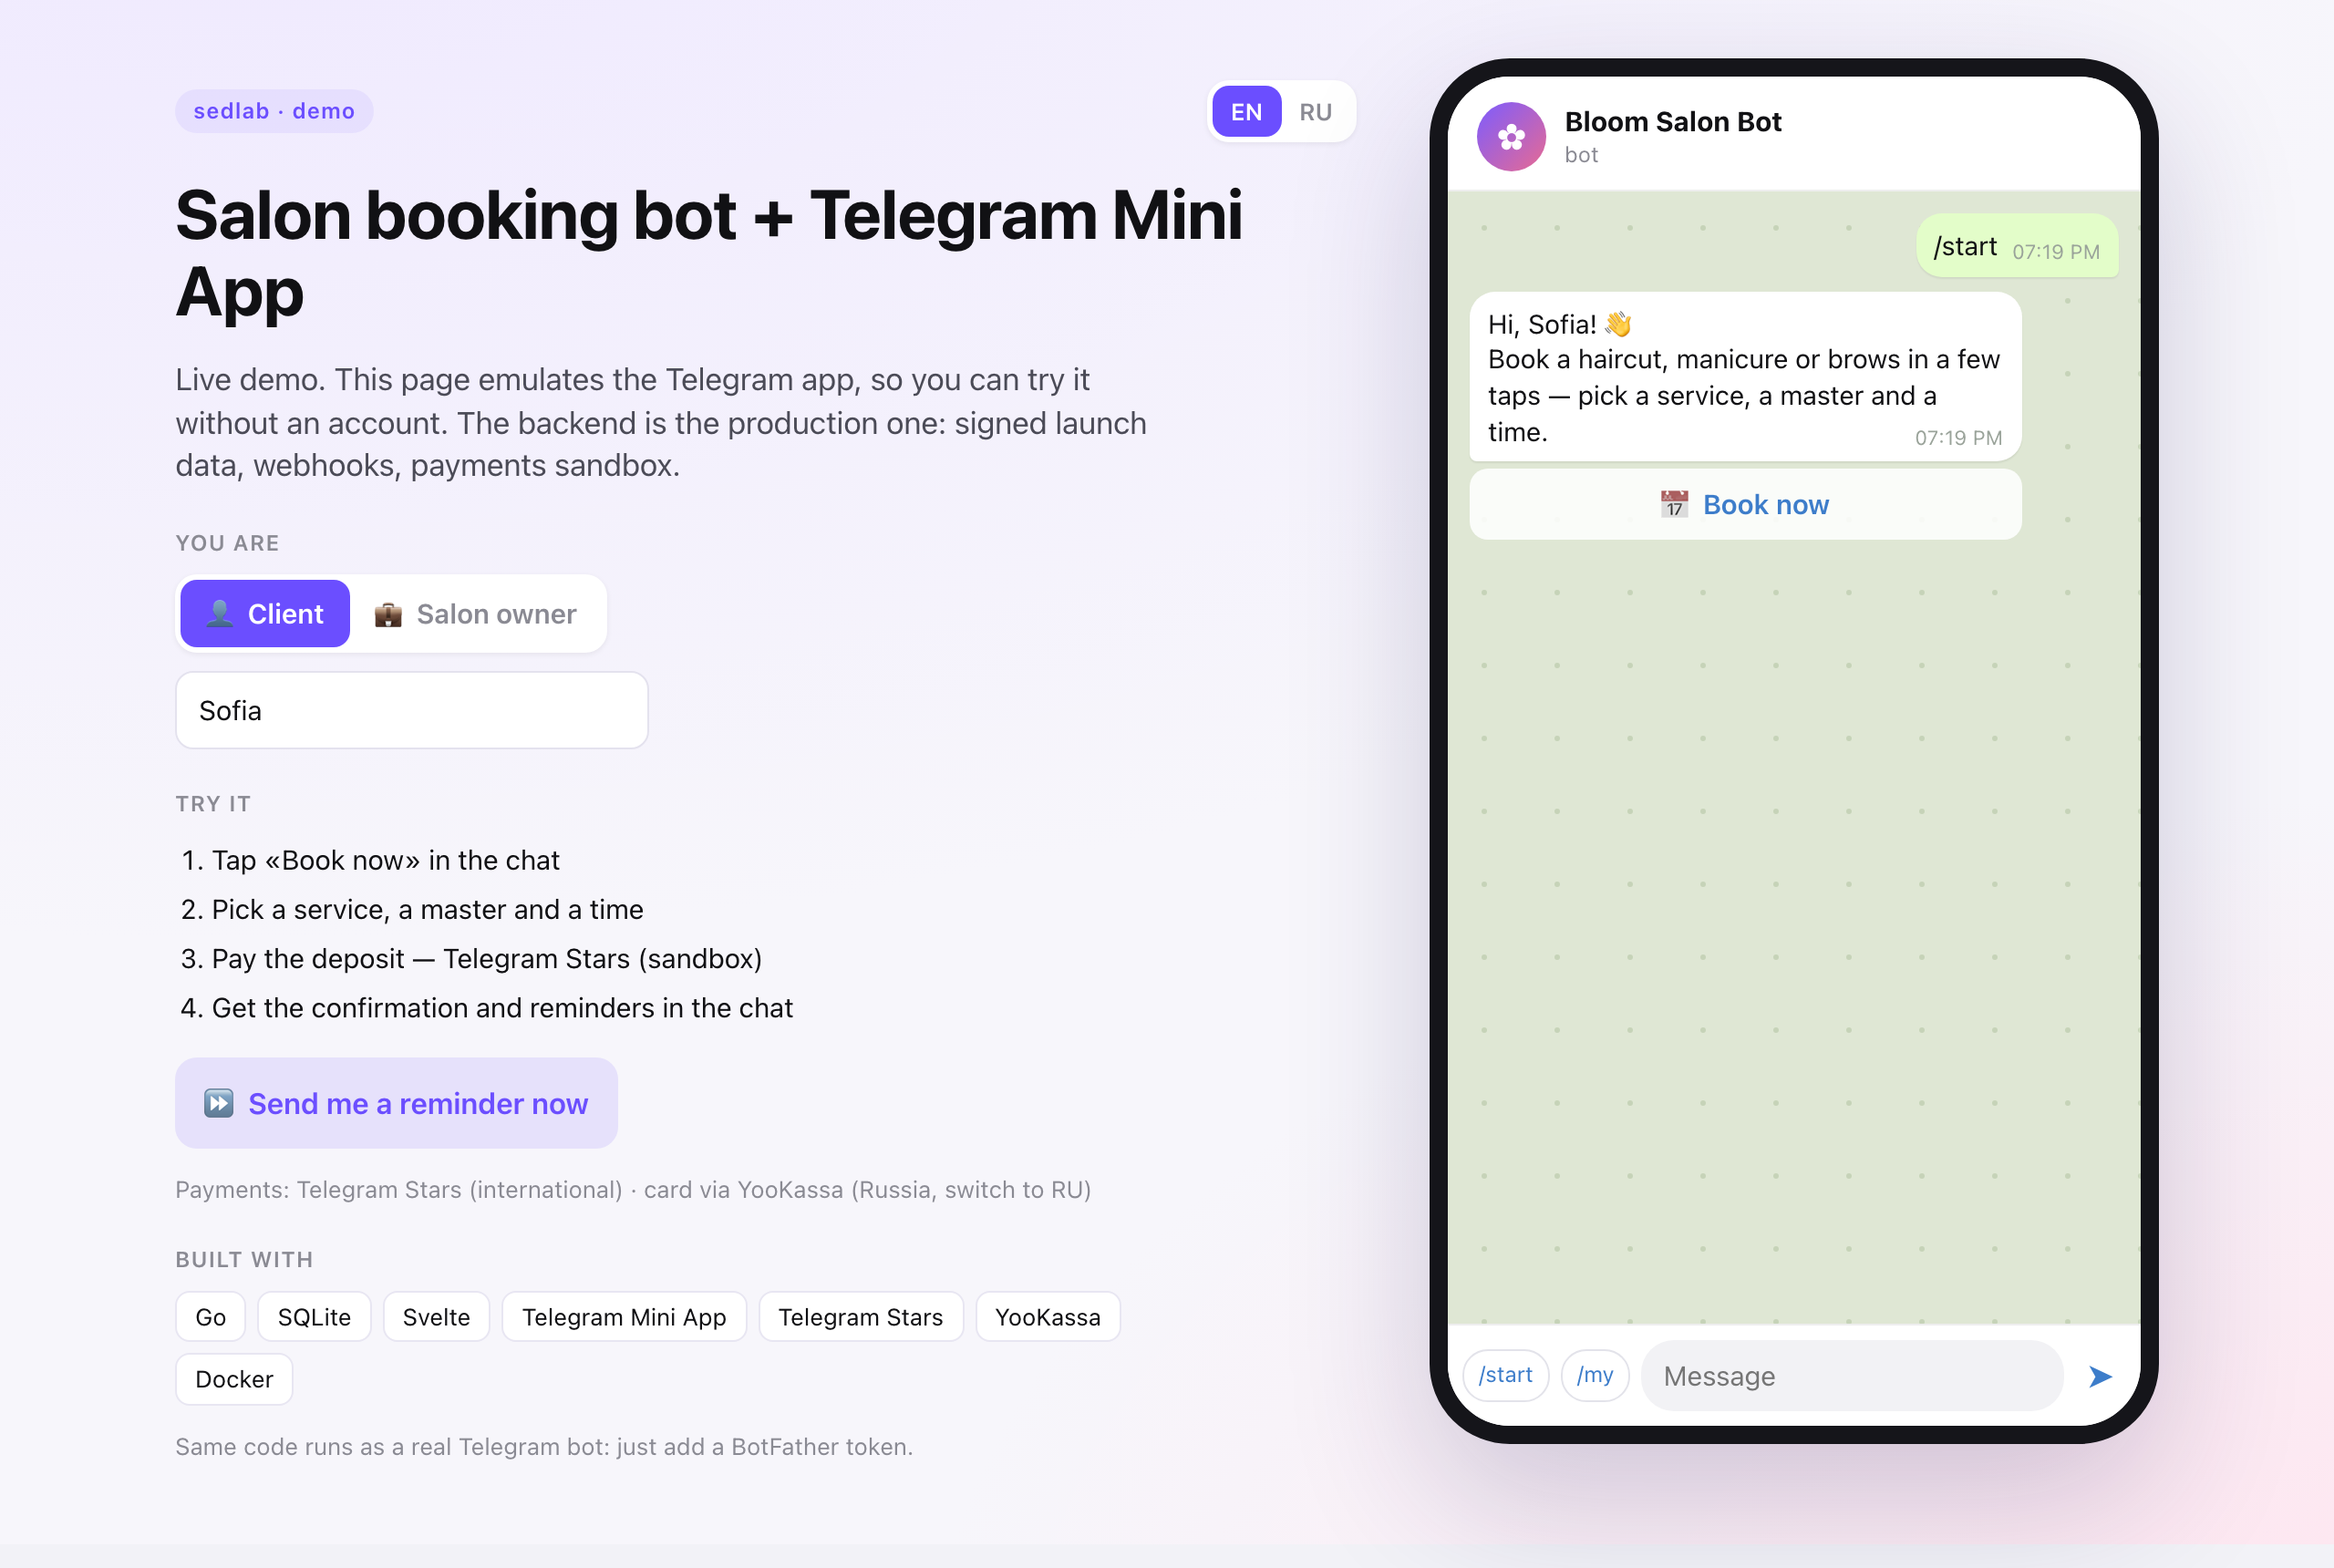 sedlab · demo
EN RU
Salon booking bot + Telegram Mini
App
Live demo. This page emulates the Telegram app, so you can try it
without an account. The backend is the production one: signed launch
data, webhooks, payments sandbox.
YOU ARE
👤 Client 💼 Salon owner
Sofia
TRY IT
1. Tap «Book now» in the chat
2. Pick a service, a master and a time
3. Pay the deposit — Telegram Stars (sandbox)
4. Get the confirmation and reminders in the chat
⏩ Send me a reminder now
Payments: Telegram Stars (international) · card via YooKassa (Russia, switch to RU)
BUILT WITH
Go SQLite Svelte Telegram Mini App Telegram Stars YooKassa
Docker
Same code runs as a real Telegram bot: just add a BotFather token.
Bloom Salon Bot
bot
/start 07:19 PM
Hi, Sofia! 👋
Book a haircut, manicure or brows in a few
taps — pick a service, a master and a
time. 07:19 PM
📅 Book now
/start /my Message